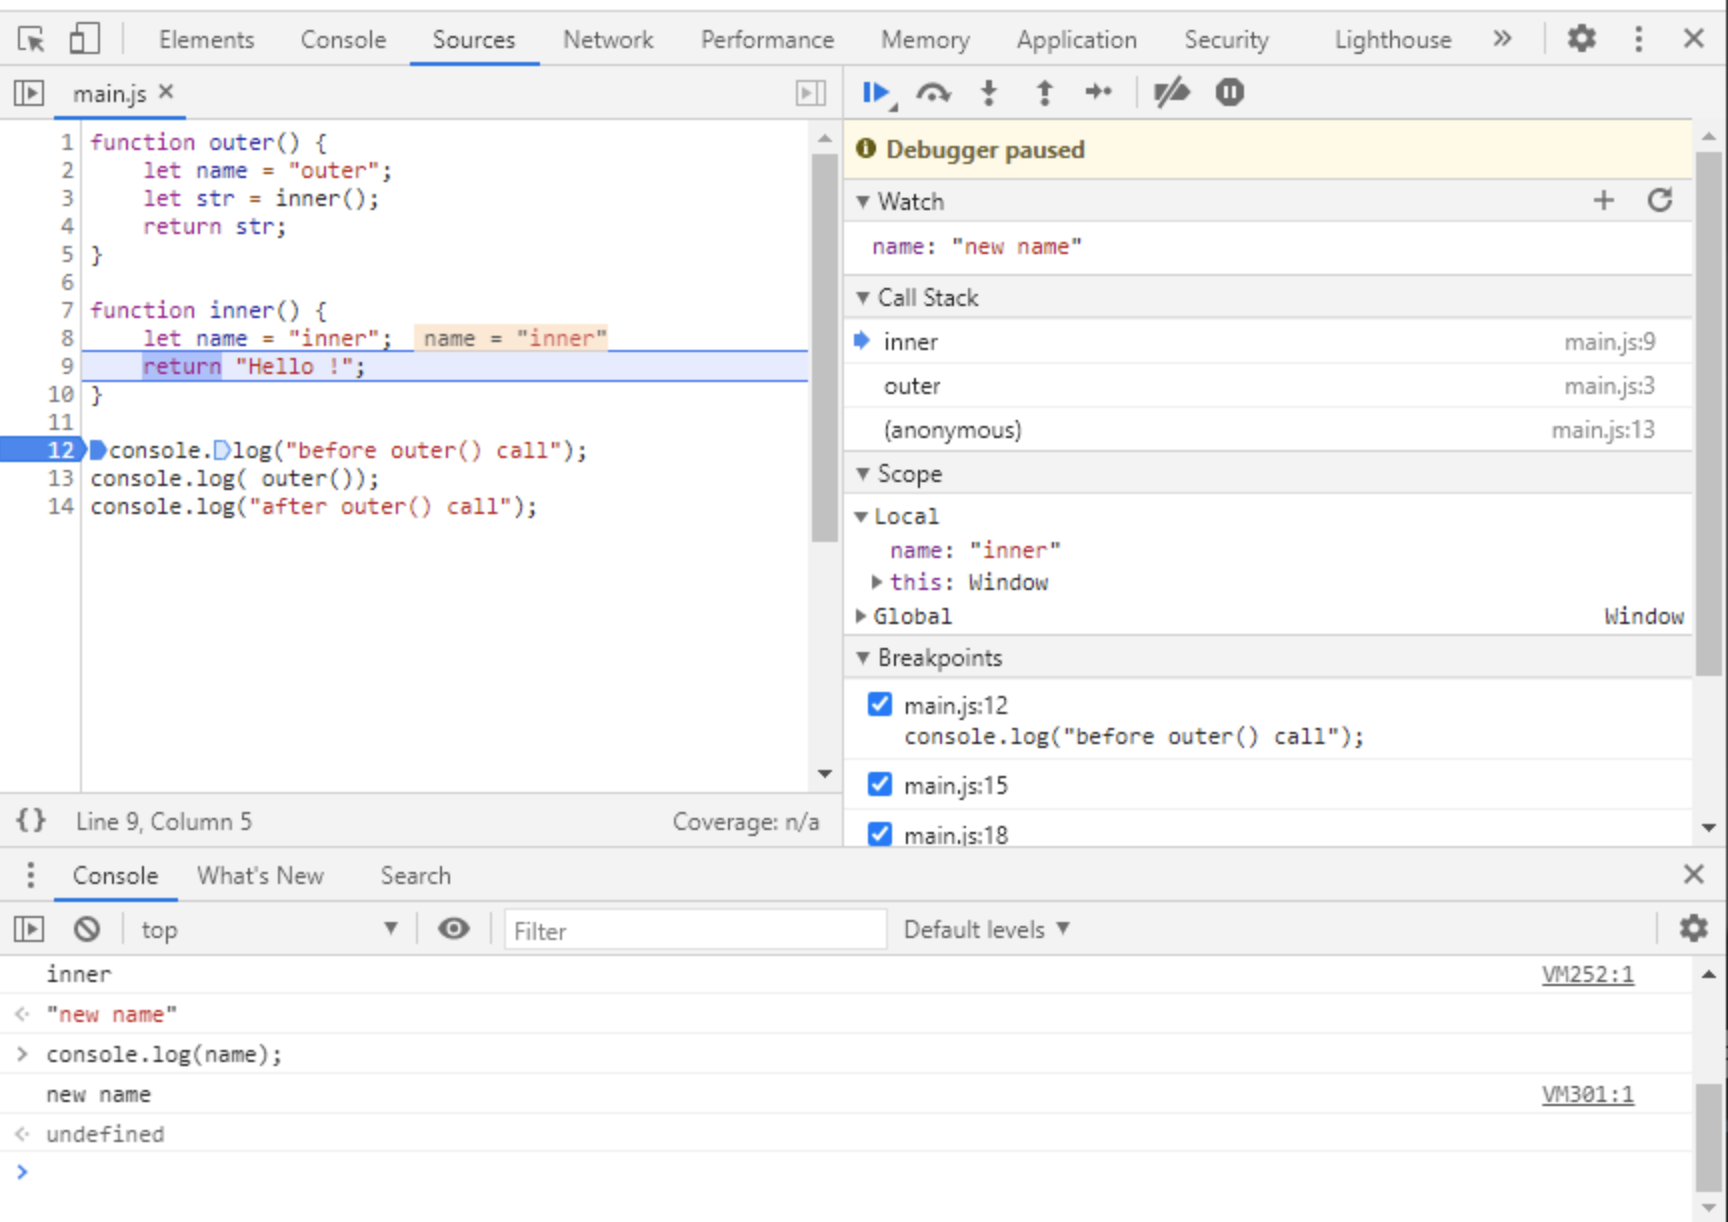 Elements Console Sources Network Performance Memory Application Security Lighthouse »
main.js ×
1 function outer() {
2     let name = "outer";
3     let str = inner();
4     return str;
5 }
6
7 function inner() {
8     let name = "inner"; name = "inner"
9     return "Hello !";
10 }
11
12 console.log("before outer() call");
13 console.log( outer());
14 console.log("after outer() call");
{} Line 9, Column 5 Coverage: n/a
Debugger paused
Watch
name: "new name"
Call Stack
inner main.js:9
outer main.js:3
(anonymous) main.js:13
Scope
Local
name: "inner"
this: Window
Global Window
Breakpoints
main.js:12
console.log("before outer() call");
main.js:15
main.js:18
Console What's New Search
top Filter Default levels
inner VM252:1
"new name"
> console.log(name);
new name VM301:1
undefined
>